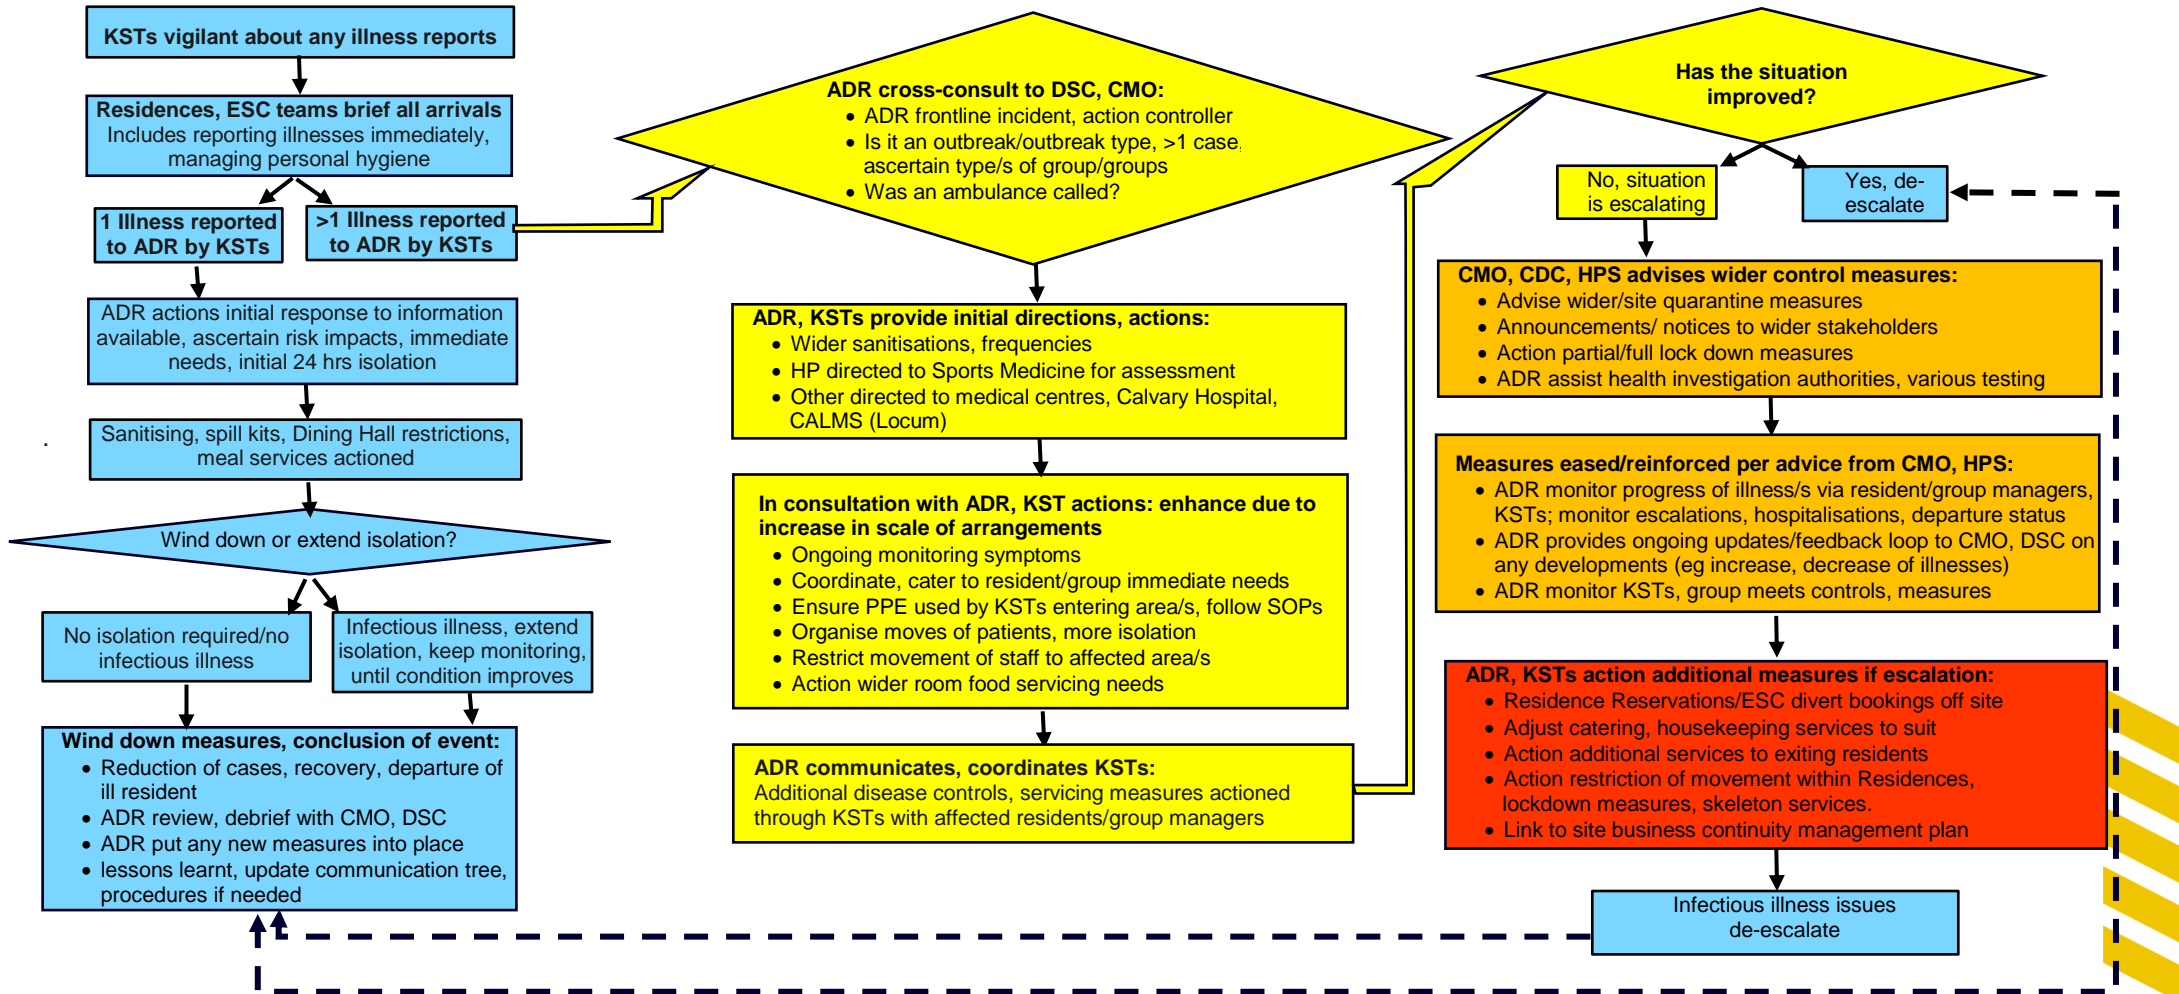 KSTs vigilant about any illness reports
Residences, ESC teams brief all arrivals
Includes reporting illnesses immediately,
managing personal hygiene
1 Illness reported
to ADR by KSTs
>1 Illness reported
to ADR by KSTs
ADR actions initial response to information
available, ascertain risk impacts, immediate
needs, initial 24 hrs isolation
.
Sanitising, spill kits, Dining Hall restrictions,
meal services actioned
Wind down or extend isolation?
No isolation required/no
infectious illness
Infectious illness, extend
isolation, keep monitoring,
until condition improves
Wind down measures, conclusion of event:
• Reduction of cases, recovery, departure of
ill resident
• ADR review, debrief with CMO, DSC
• ADR put any new measures into place
• lessons learnt, update communication tree,
procedures if needed
ADR cross-consult to DSC, CMO:
• ADR frontline incident, action controller
• Is it an outbreak/outbreak type, >1 case,
ascertain type/s of group/groups
• Was an ambulance called?
ADR, KSTs provide initial directions, actions:
• Wider sanitisations, frequencies
• HP directed to Sports Medicine for assessment
• Other directed to medical centres, Calvary Hospital,
CALMS (Locum)
In consultation with ADR, KST actions: enhance due to
increase in scale of arrangements
• Ongoing monitoring symptoms
• Coordinate, cater to resident/group immediate needs
• Ensure PPE used by KSTs entering area/s, follow SOPs
• Organise moves of patients, more isolation
• Restrict movement of staff to affected area/s
• Action wider room food servicing needs
ADR communicates, coordinates KSTs:
Additional disease controls, servicing measures actioned
through KSTs with affected residents/group managers
Has the situation
improved?
No, situation
is escalating
Yes, de-
escalate
CMO, CDC, HPS advises wider control measures:
• Advise wider/site quarantine measures
• Announcements/ notices to wider stakeholders
• Action partial/full lock down measures
• ADR assist health investigation authorities, various testing
Measures eased/reinforced per advice from CMO, HPS:
• ADR monitor progress of illness/s via resident/group managers,
KSTs; monitor escalations, hospitalisations, departure status
• ADR provides ongoing updates/feedback loop to CMO, DSC on
any developments (eg increase, decrease of illnesses)
• ADR monitor KSTs, group meets controls, measures
ADR, KSTs action additional measures if escalation:
• Residence Reservations/ESC divert bookings off site
• Adjust catering, housekeeping services to suit
• Action additional services to exiting residents
• Action restriction of movement within Residences,
lockdown measures, skeleton services.
• Link to site business continuity management plan
Infectious illness issues
de-escalate